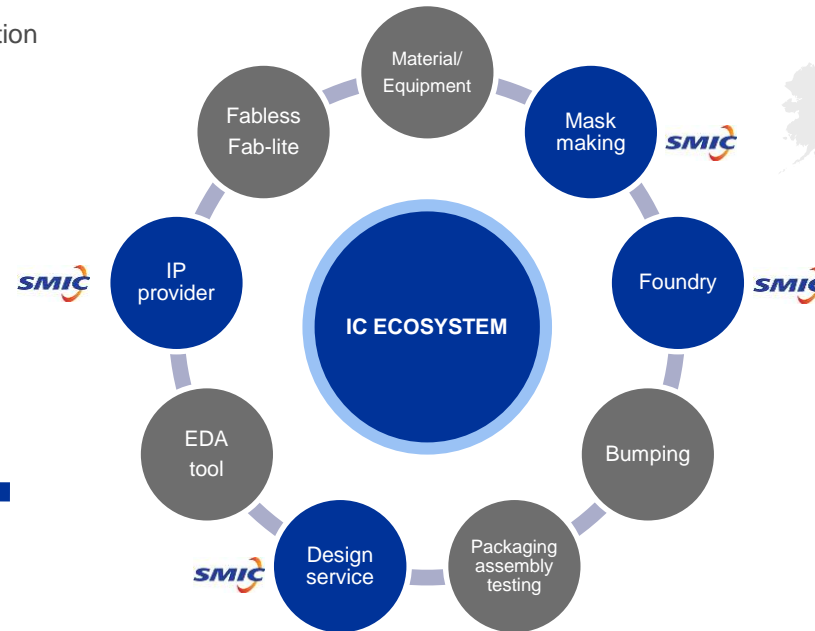 tion
Material/
Equipment
Fabless
Fab-lite
Mask
making
SMIC
IP
provider
SMIC
Foundry
SMIC
IC ECOSYSTEM
EDA
tool
Bumping
Design
service
SMIC
Packaging
assembly
testing